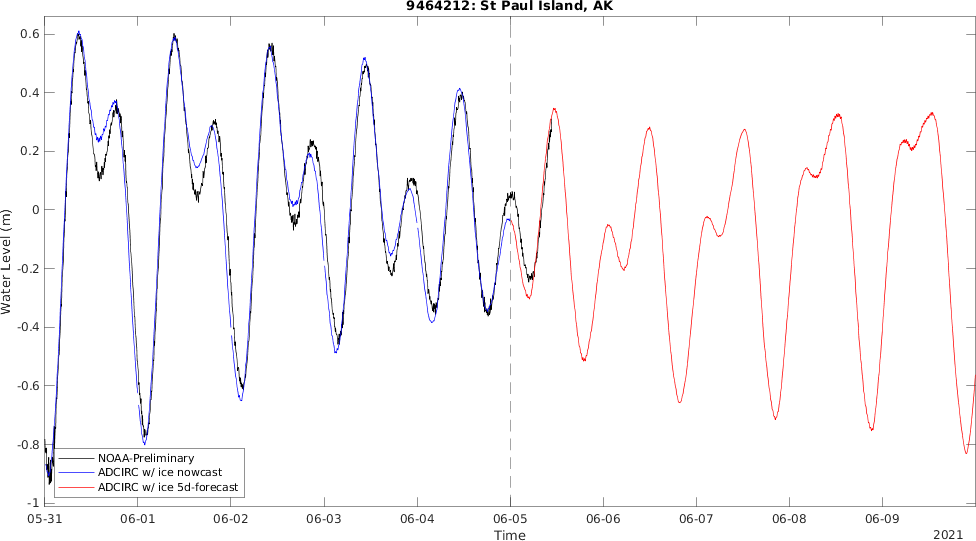 9464212: St Paul Island, AK
Water Level (m)
0.6
0.4
0.2
0
-0.2
-0.4
-0.6
-0.8
-1
NOAA-Preliminary
ADCIRC w/ ice nowcast
ADCIRC w/ ice 5d-forecast
05-31 06-01 06-02 06-03 06-04 06-05 06-06 06-07 06-08 06-09
Time
2021